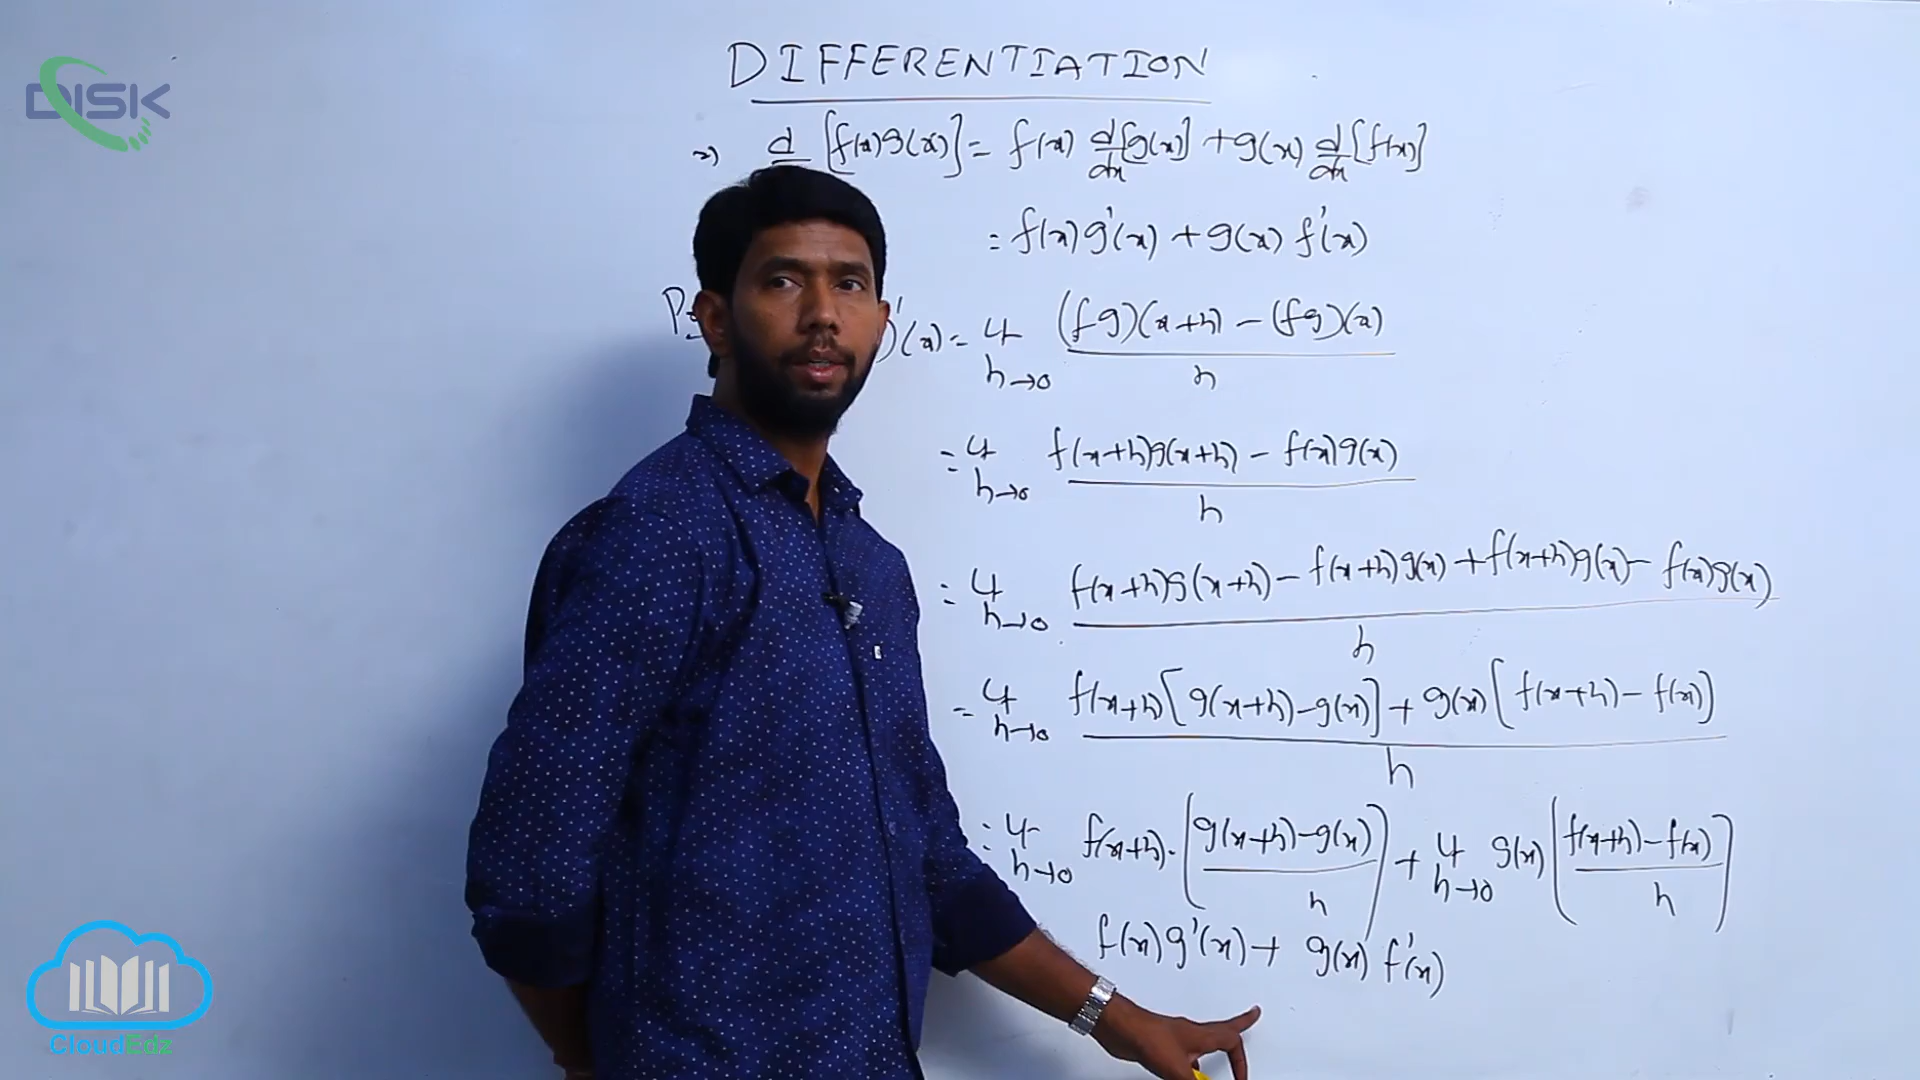 DISK
DIFFERENTIATION
d [f(x)g(x)] = f(x) d/dx [g(x)] + g(x) d/dx [f(x)]
= f(x) g'(x) + g(x) f'(x)
)'(x) = Lt h→0 (fg)(x+h) - (fg)(x) / h
= Lt h→0 f(x+h)g(x+h) - f(x)g(x) / h
= Lt h→0 f(x+h)g(x+h) - f(x+h)g(x) + f(x+h)g(x) - f(x)g(x) / h
= Lt h→0 f(x+h)[g(x+h)-g(x)] + g(x)[f(x+h) - f(x)] / h
= Lt h→0 f(x+h).(g(x+h)-g(x) / h) + Lt h→0 g(x)(f(x+h)-f(x) / h)
f(x)g'(x) + g(x) f'(x)
CloudEdz